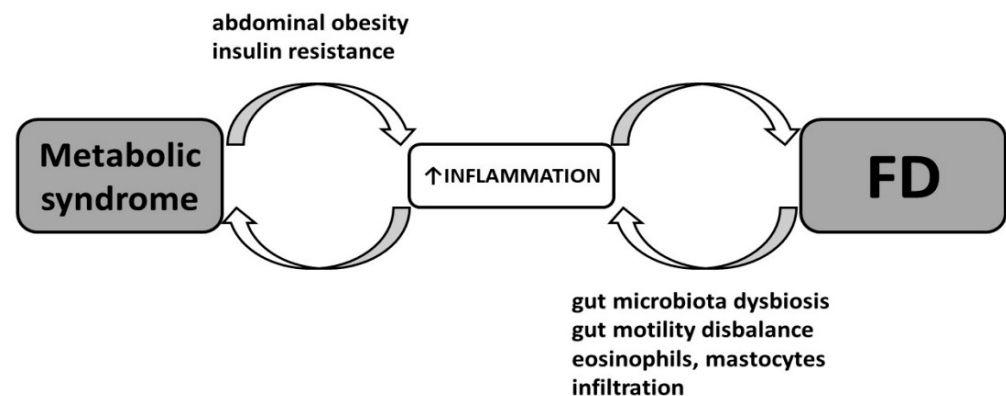 abdominal obesity
insulin resistance
Metabolic
syndrome
↑INFLAMMATION
FD
gut microbiota dysbiosis
gut motility disbalance
eosinophils, mastocytes
infiltration